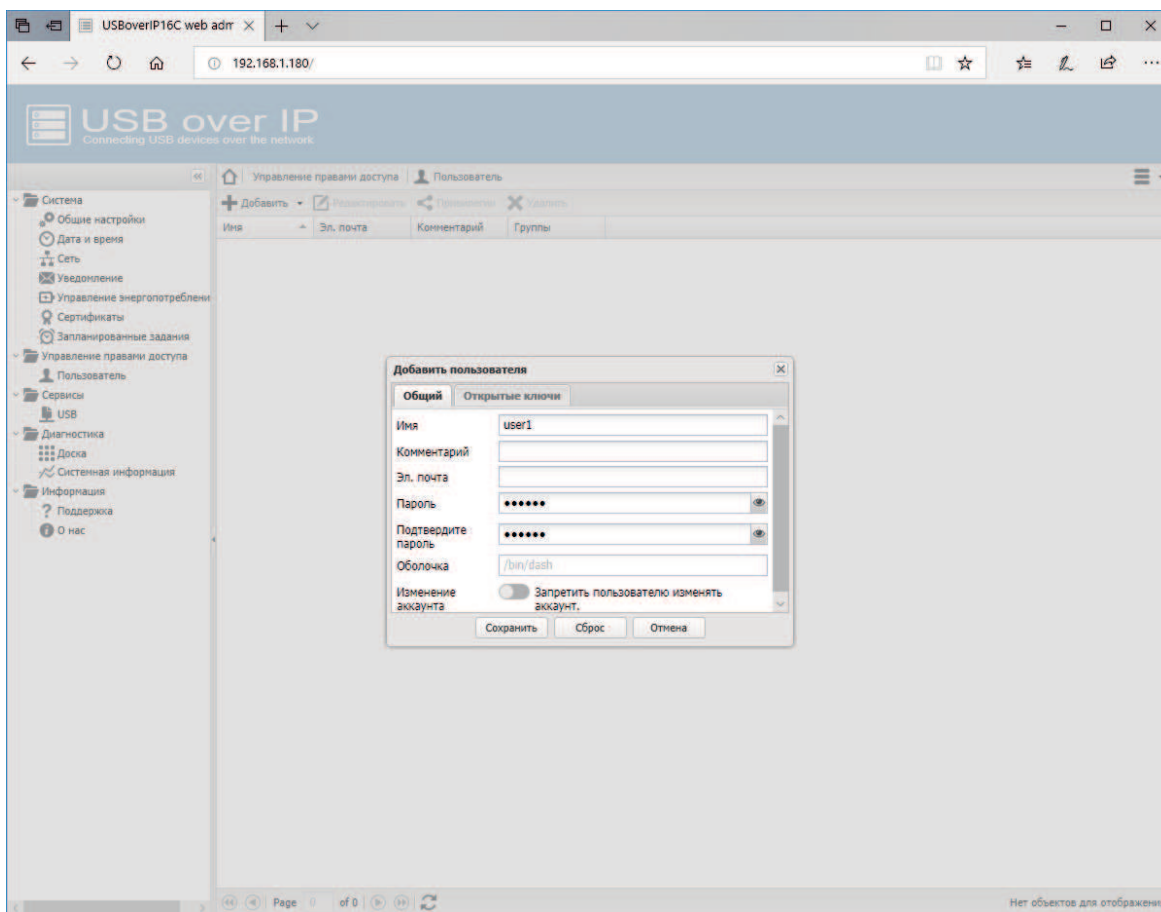 USBoverIP16C web adm
192.168.1.180/
USB over IP
Connecting USB devices over the network
Управление правами доступа Пользователь
Добавить Редактировать Применить Удалить
Имя Эл. почта Комментарий Группы
Система
Общие настройки
Дата и время
Сеть
Уведомление
Управление энергопотреблени
Сертификаты
Запланированные задания
Управление правами доступа
Пользователь
Сервисы
USB
Диагностика
Доска
Системная информация
Информация
Поддержка
О нас
Добавить пользователя
Общий Открытые ключи
Имя user1
Комментарий
Эл. почта
Пароль ••••••
Подтвердите
пароль ••••••
Оболочка /bin/dash
Изменение Запретить пользователю изменять
аккаунта аккаунт.
Сохранить Сброс Отмена
Page 0 of 0 Нет объектов для отображени